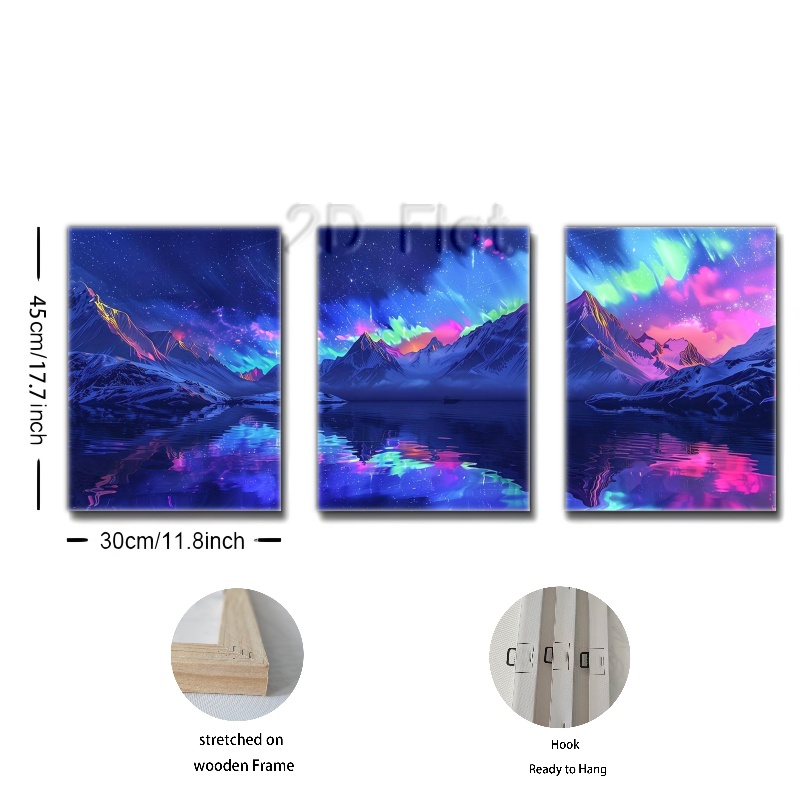 2D Flat
45cm/17.7inch
30cm/11.8inch
stretched on
wooden Frame
Hook
Ready to Hang